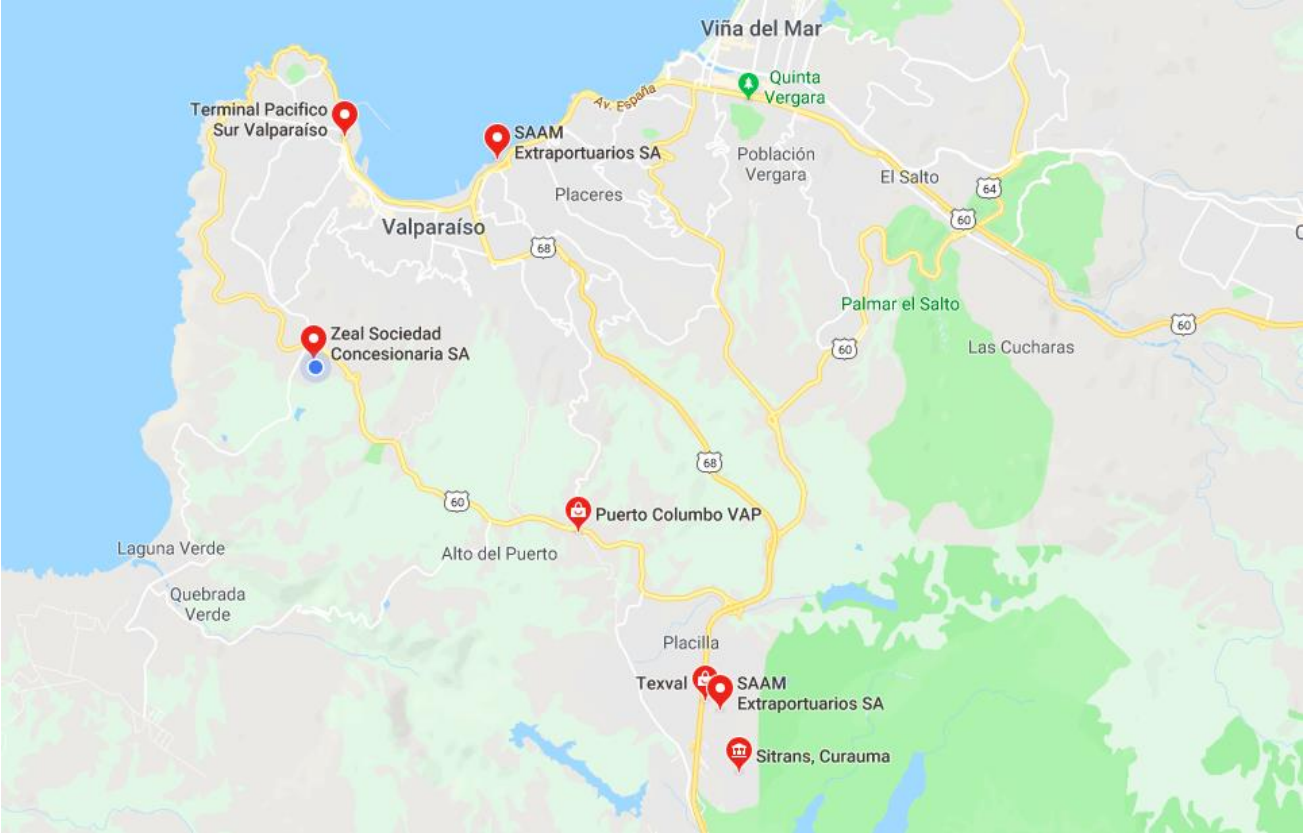 Viña del Mar
Quinta
Vergara
Av. España
Terminal Pacifico
Sur Valparaíso
SAAM
Extraportuarios SA
Población
Vergara
El Salto
64
Placeres
60
Valparaíso
68
Palmar el Salto
60
Zeal Sociedad
Concesionaria SA
60
Las Cucharas
68
60
Puerto Columbo VAP
Laguna Verde
Alto del Puerto
Quebrada
Verde
Placilla
Texval
SAAM
Extraportuarios SA
Sitrans, Curauma